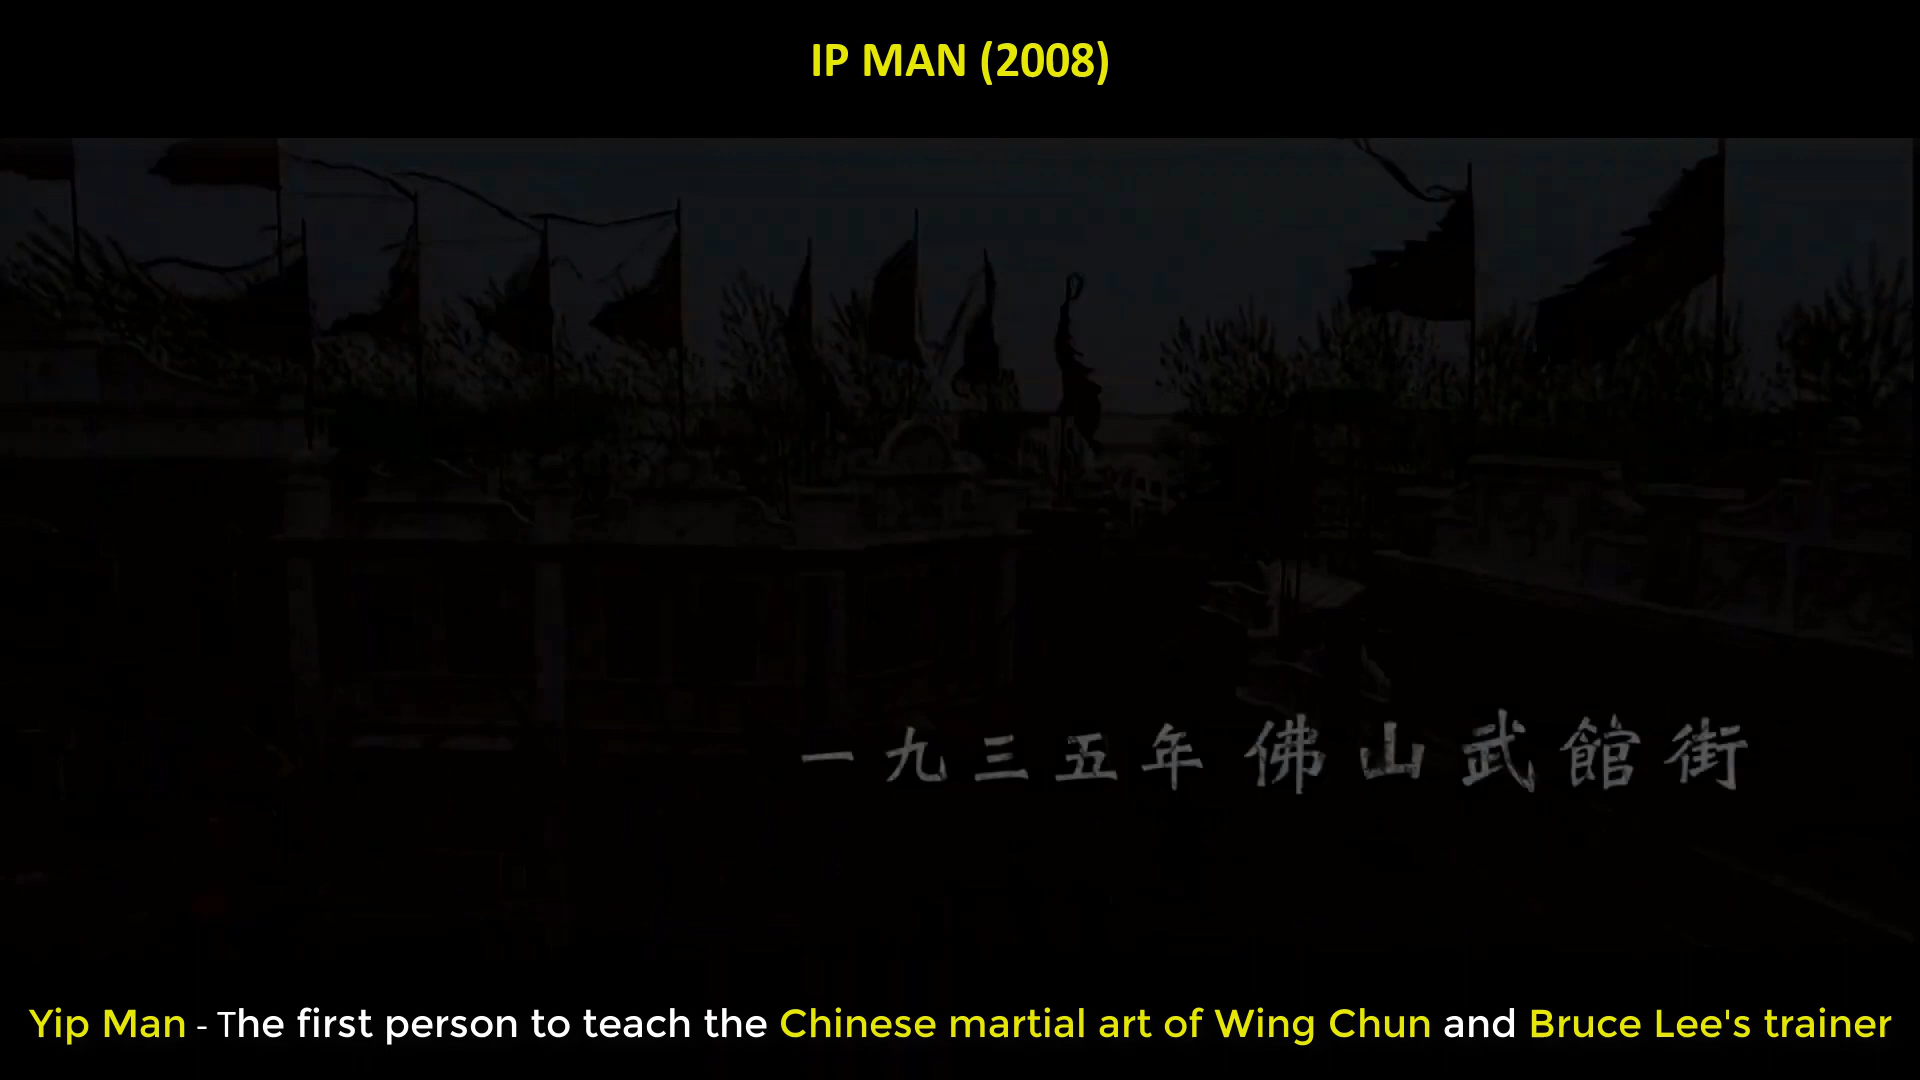 IP MAN (2008)
一九三五年 佛山武館街
Yip Man - The first person to teach the Chinese martial art of Wing Chun and Bruce Lee's trainer